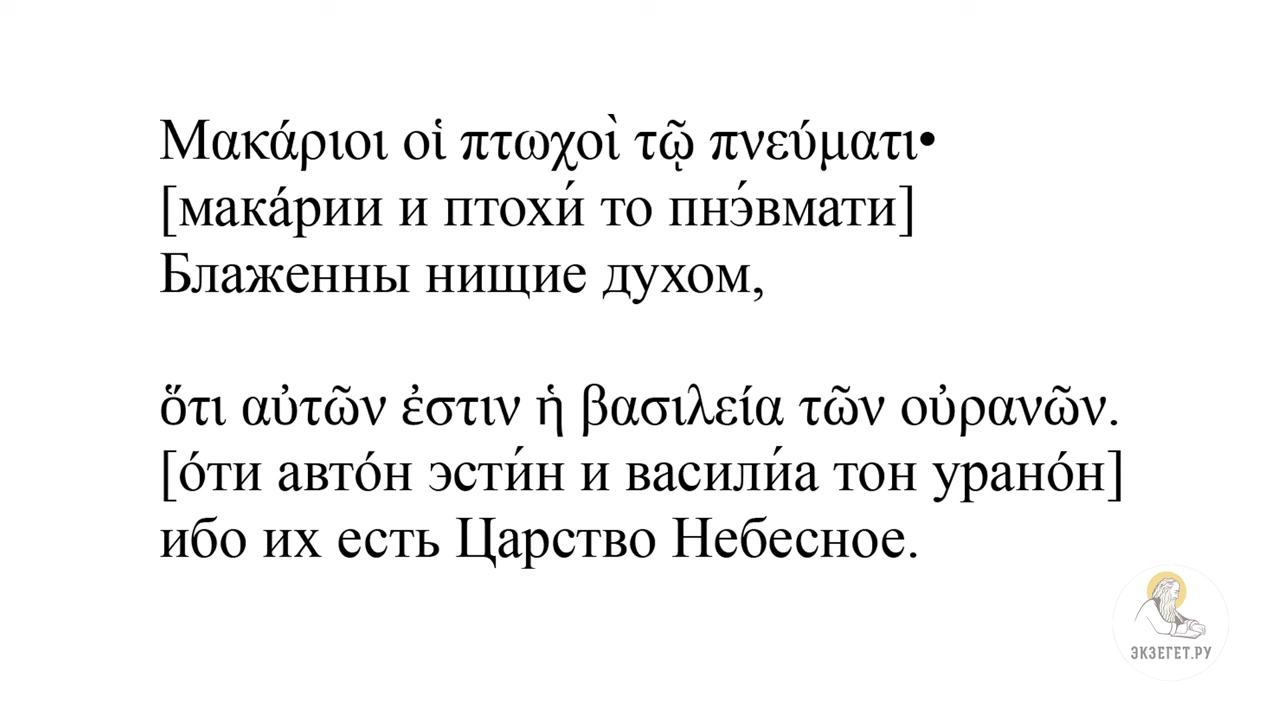 Μακάριοι οἱ πτωχοὶ τῷ πνεύματι•
[мака́рии и птохи́ то пнэ́вмати]
Блаженны нищие духом,
ὅτι αὐτῶν ἐστιν ἡ βασιλεία τῶν οὐρανῶν.
[о́ти авто́н эсти́н и васили́а тон урано́н]
ибо их есть Царство Небесное.
ЭКЗЕГЕТ.РУ